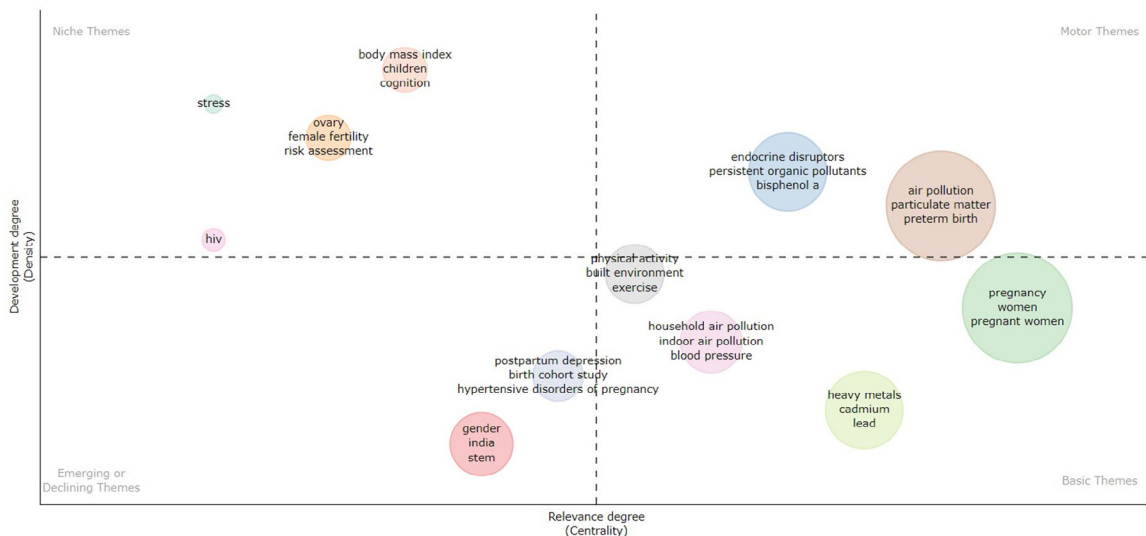 Niche Themes
Motor Themes
body mass index
children
cognition
stress
ovary
female fertility
risk assessment
endocrine disruptors
persistent organic pollutants
bisphenol a
air pollution
particulate matter
preterm birth
hiv
Development degree
(Density)
physical activity
built environment
exercise
pregnancy
women
pregnant women
household air pollution
indoor air pollution
blood pressure
postpartum depression
birth cohort study
hypertensive disorders of pregnancy
heavy metals
cadmium
lead
gender
india
stem
Emerging or
Declining Themes
Basic Themes
Relevance degree
(Centrality)